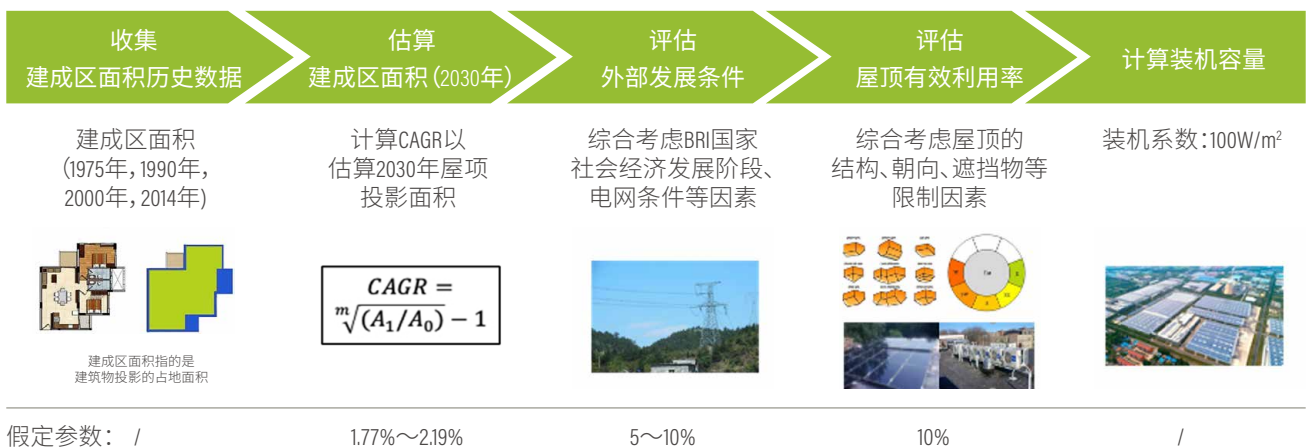 收集
建成区面积历史数据
估算
建成区面积(2030年)
评估
外部发展条件
评估
屋顶有效利用率
计算装机容量
建成区面积
(1975年,1990年,
2000年,2014年)
计算CAGR以
估算2030年屋项
投影面积
综合考虑BRI国家
社会经济发展阶段、
电网条件等因素
综合考虑屋顶的
结构、朝向、遮挡物等
限制因素
装机系数:100W/m²
CAGR =
ᵐ√(A₁/A₀) − 1
建成区面积指的是
建筑物投影的占地面积
假定参数: / 1.77%~2.19% 5~10% 10% /